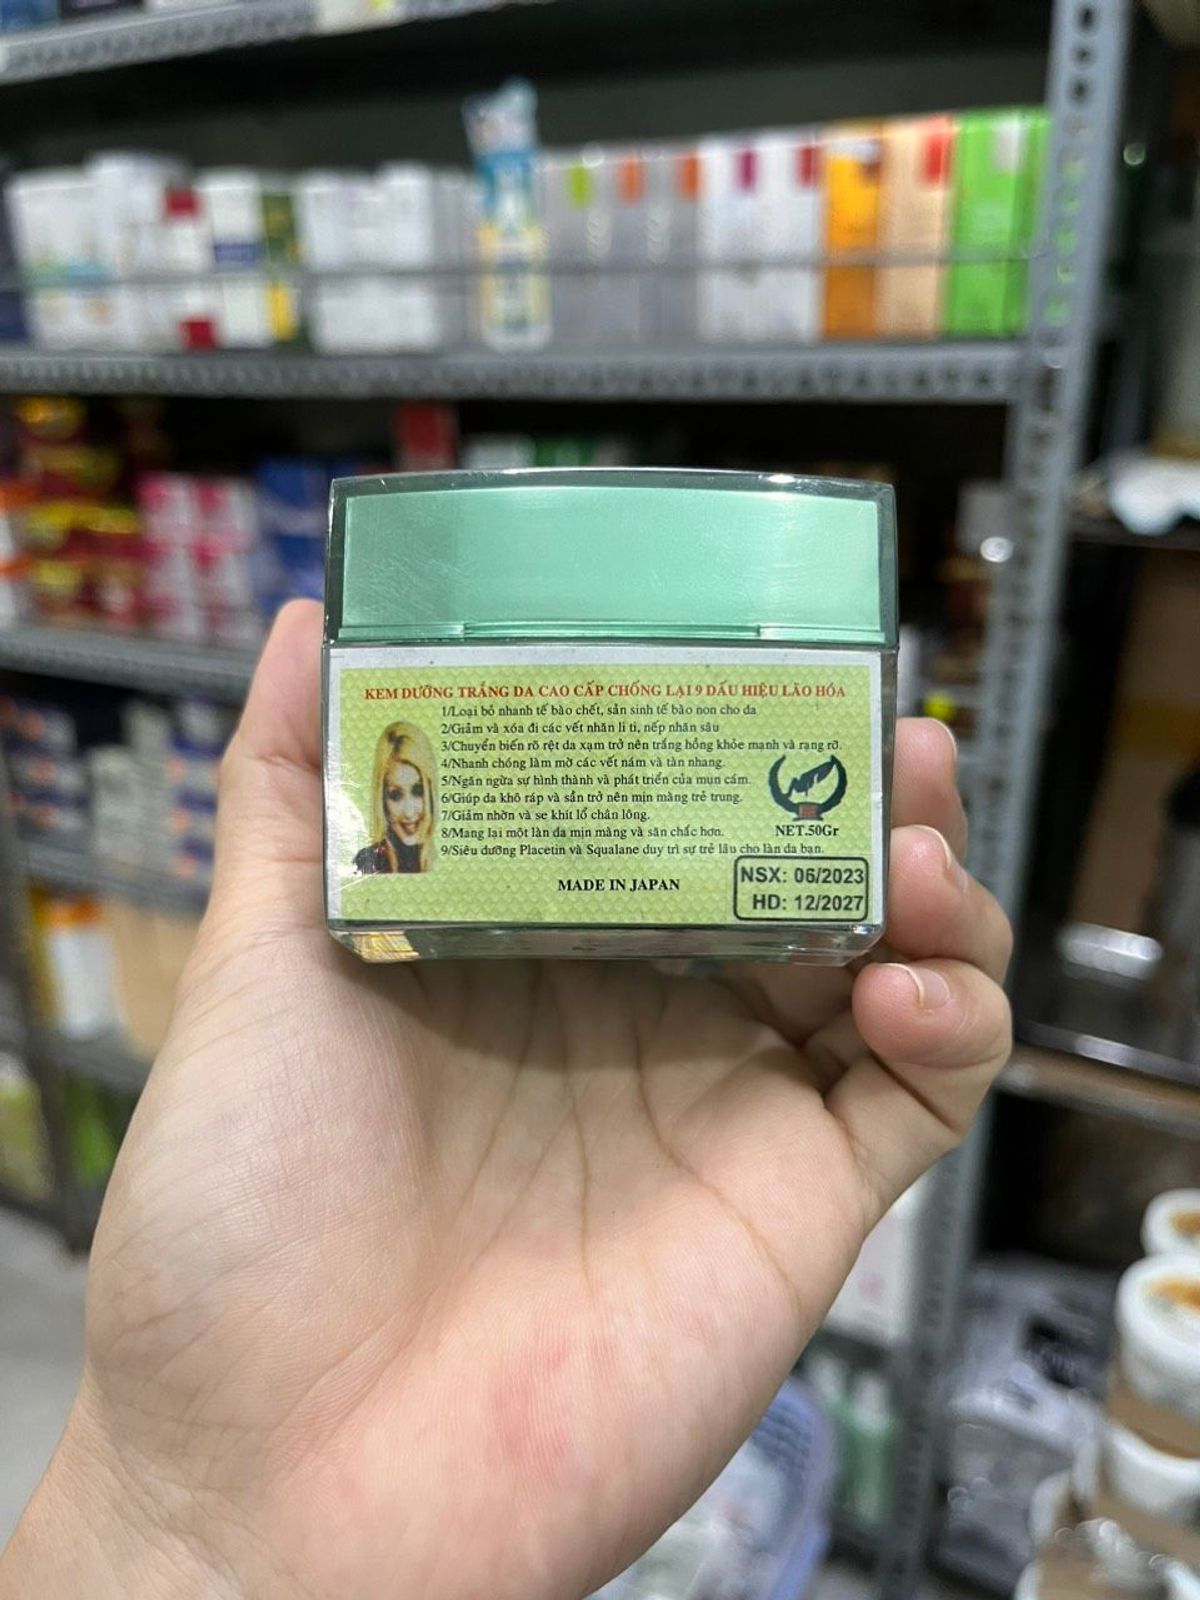 KEM DƯỠNG TRẮNG DA CAO CẤP CHỐNG LẠI 9 DẤU HIỆU LÃO HÓA
1/Loại bỏ nhanh tế bào chết, sản sinh tế bào non cho da
2/Giảm và xóa đi các vết nhăn li ti, nếp nhăn sâu
3/Chuyển biến rõ rệt da xạm trở nên trắng hồng khỏe mạnh và rạng rỡ.
4/Nhanh chóng làm mờ các vết nám và tàn nhang.
5/Ngăn ngừa sự hình thành và phát triển của mụn cám.
6/Giúp da khô ráp và sần trở nên mịn màng trẻ trung.
7/Giảm nhờn và se khít lổ chân lông.
8/Mang lại một làn da mịn màng và săn chắc hơn.
NET.50Gr
9/Siêu dưỡng Placetin và Squalane duy trì sự trẻ lâu cho làn da bạn.
MADE IN JAPAN
NSX: 06/2023
HD: 12/2027